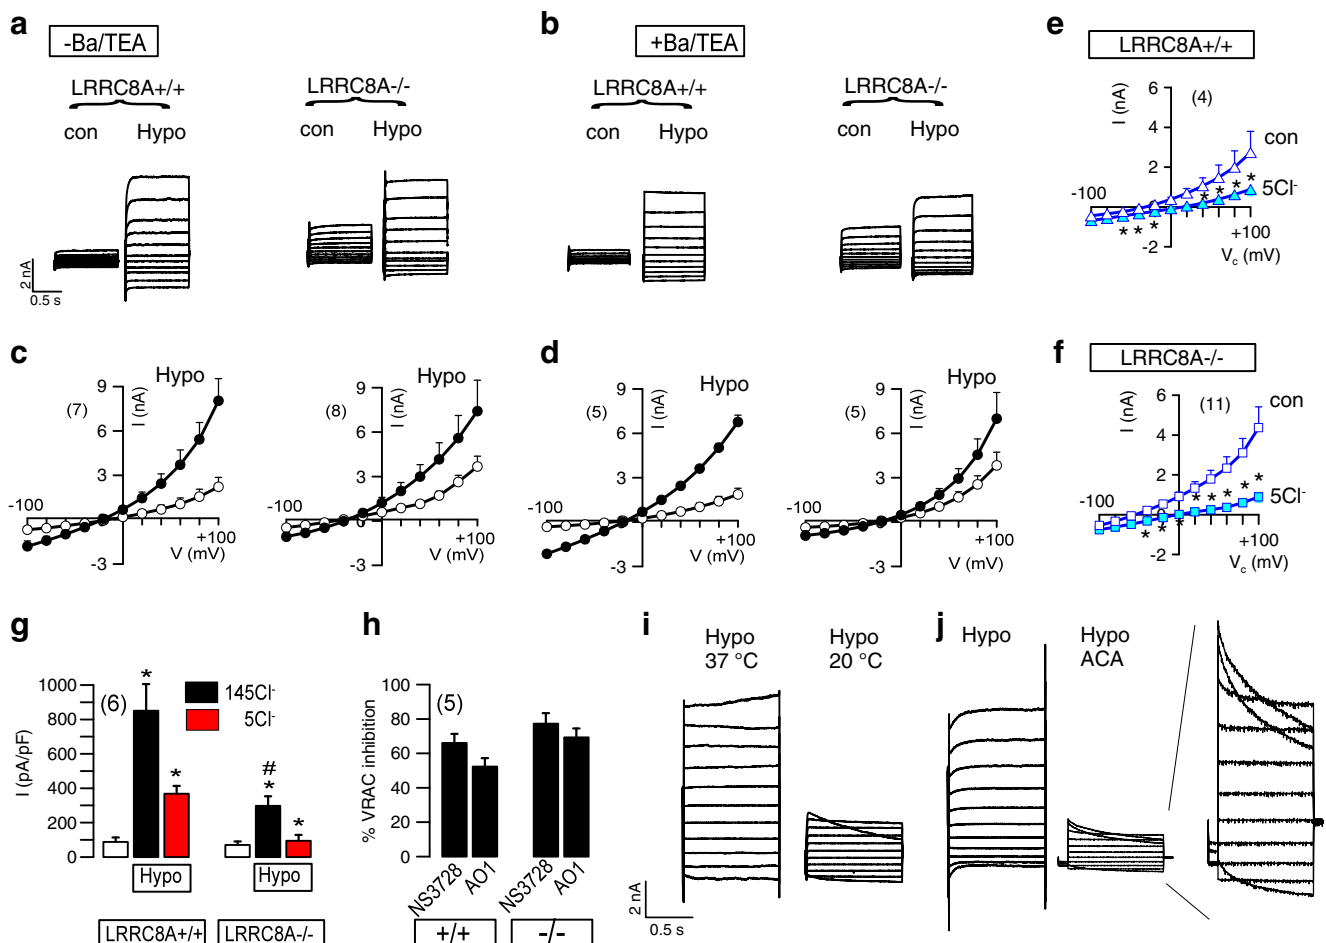 a
-Ba/TEA
LRRC8A+/+
con Hypo
LRRC8A-/-
con Hypo
2 nA
0.5 s
b
+Ba/TEA
LRRC8A+/+
con Hypo
LRRC8A-/-
con Hypo
e
LRRC8A+/+
I (nA)
6
4
2
-2
(4)
con
5Cl-
-100
+100
Vc (mV)
* * * * * * *
c
Hypo
I (nA)
9
6
3
-3
(7)
-100
+100
V (mV)
Hypo
I (nA)
9
6
3
0
-3
(8)
-100
+100
V (mV)
d
Hypo
I (nA)
9
6
3
-3
(5)
-100
+100
V (mV)
Hypo
I (nA)
9
6
3
-3
(5)
-100
+100
V (mV)
f
LRRC8A-/-
I (nA)
6
4
2
-2
(11)
con
5Cl-
-100
+100
Vc (mV)
* * * * * * * *
g
I (pA/pF)
1000
800
600
400
200
0
(6)
145Cl-
5Cl-
*
*
#
*
*
Hypo
Hypo
LRRC8A+/+
LRRC8A-/-
h
% VRAC inhibition
100
80
60
40
20
0
(5)
NS3728
AO1
NS3728
AO1
+/+
-/-
i
Hypo
37 °C
Hypo
20 °C
2 nA
0.5 s
j
Hypo
Hypo
ACA